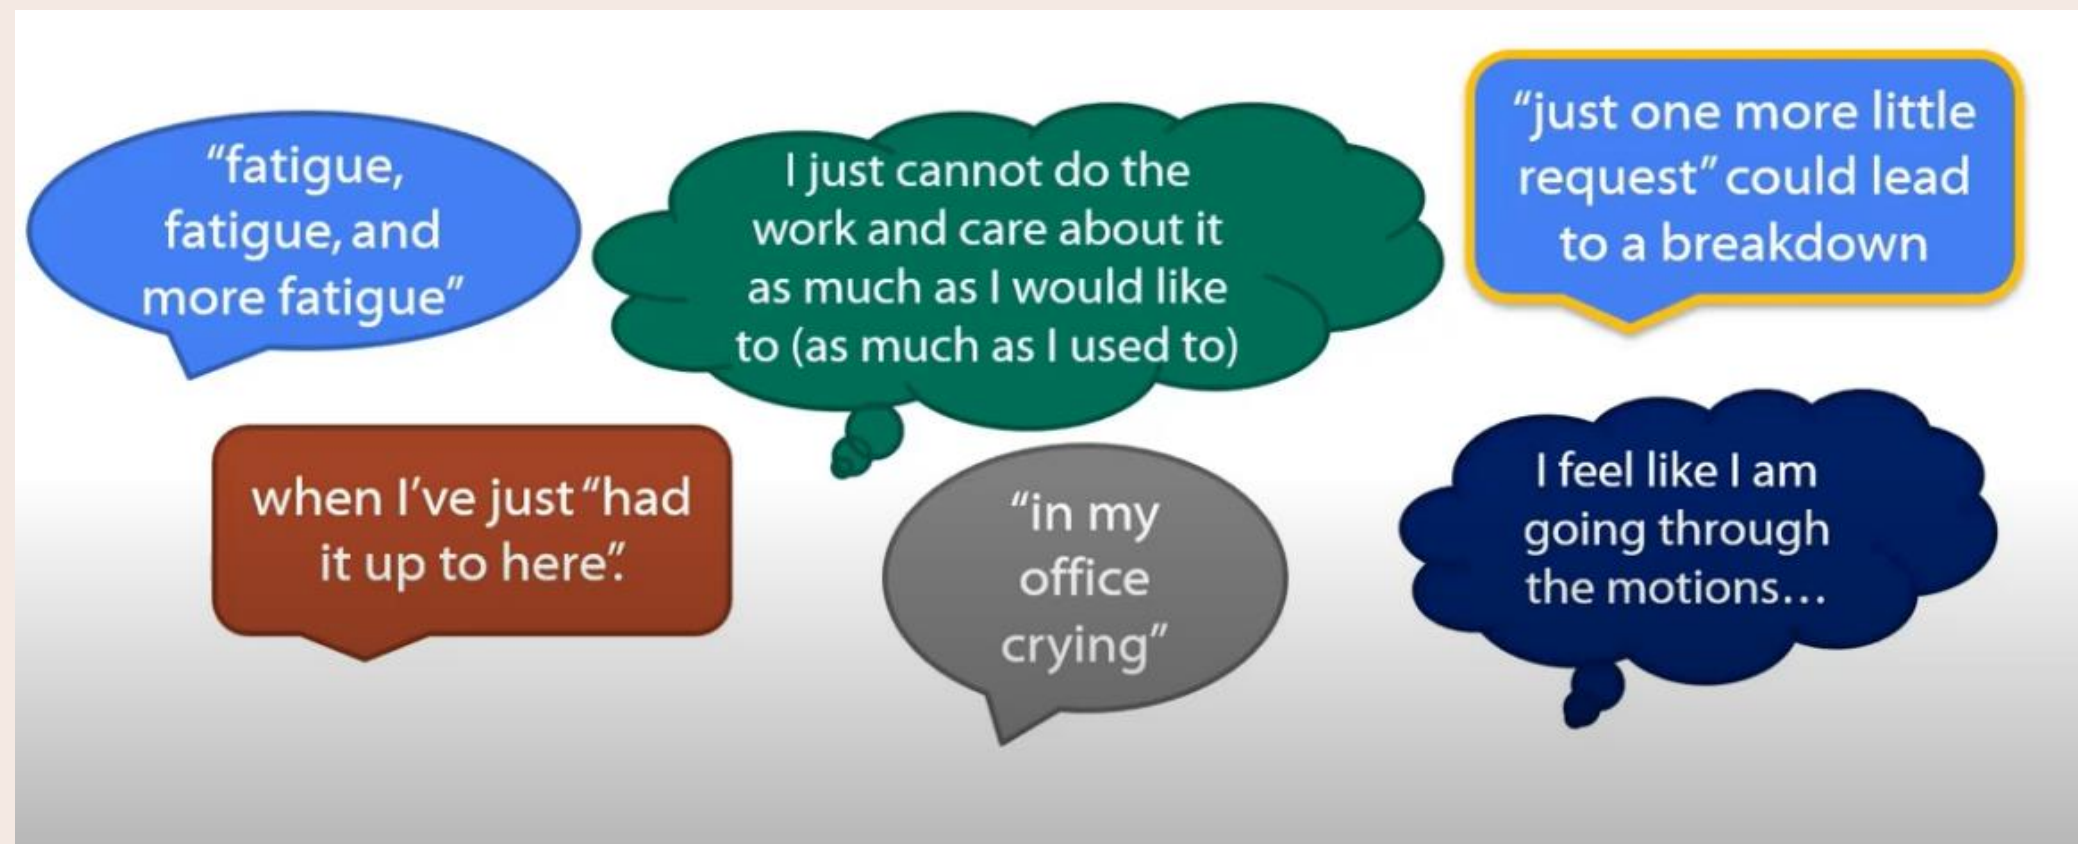 “fatigue,
fatigue, and
more fatigue”
I just cannot do the
work and care about it
as much as I would like
to (as much as I used to)
“just one more little
request” could lead
to a breakdown
when I’ve just “had
it up to here”.
“in my
office
crying”
I feel like I am
going through
the motions…